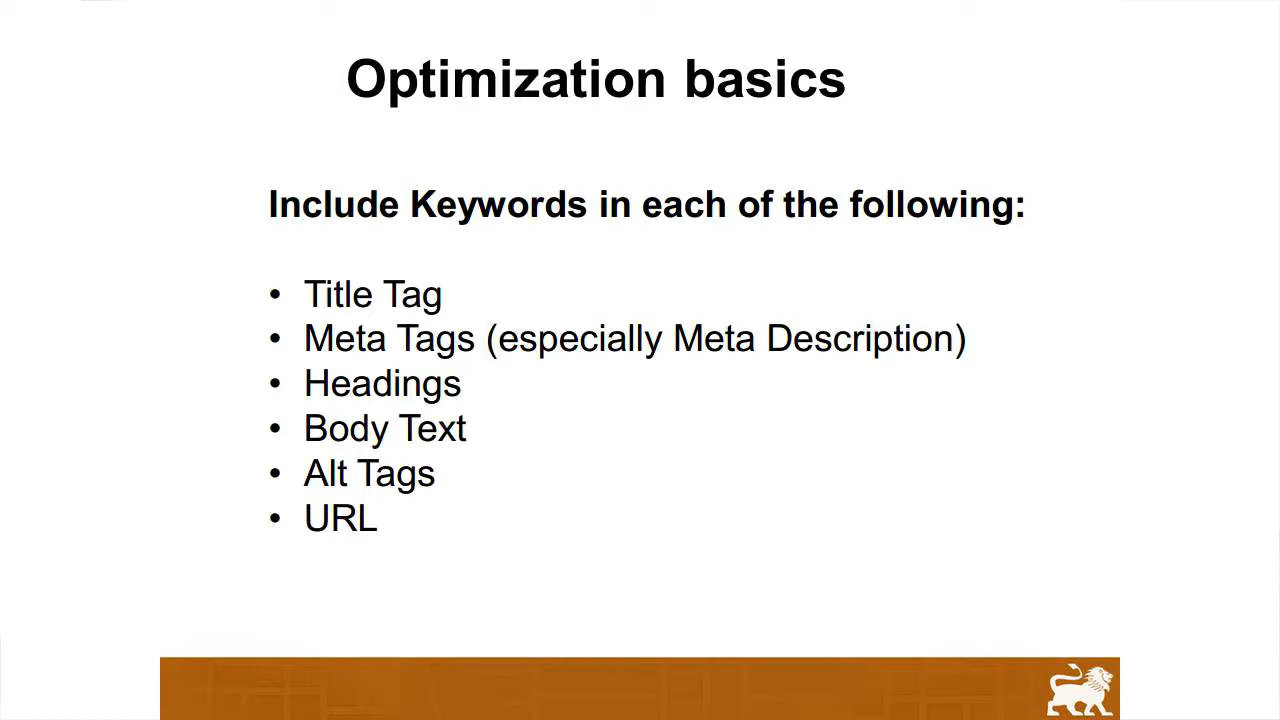 Optimization basics
Include Keywords in each of the following:
• Title Tag
• Meta Tags (especially Meta Description)
• Headings
• Body Text
• Alt Tags
• URL